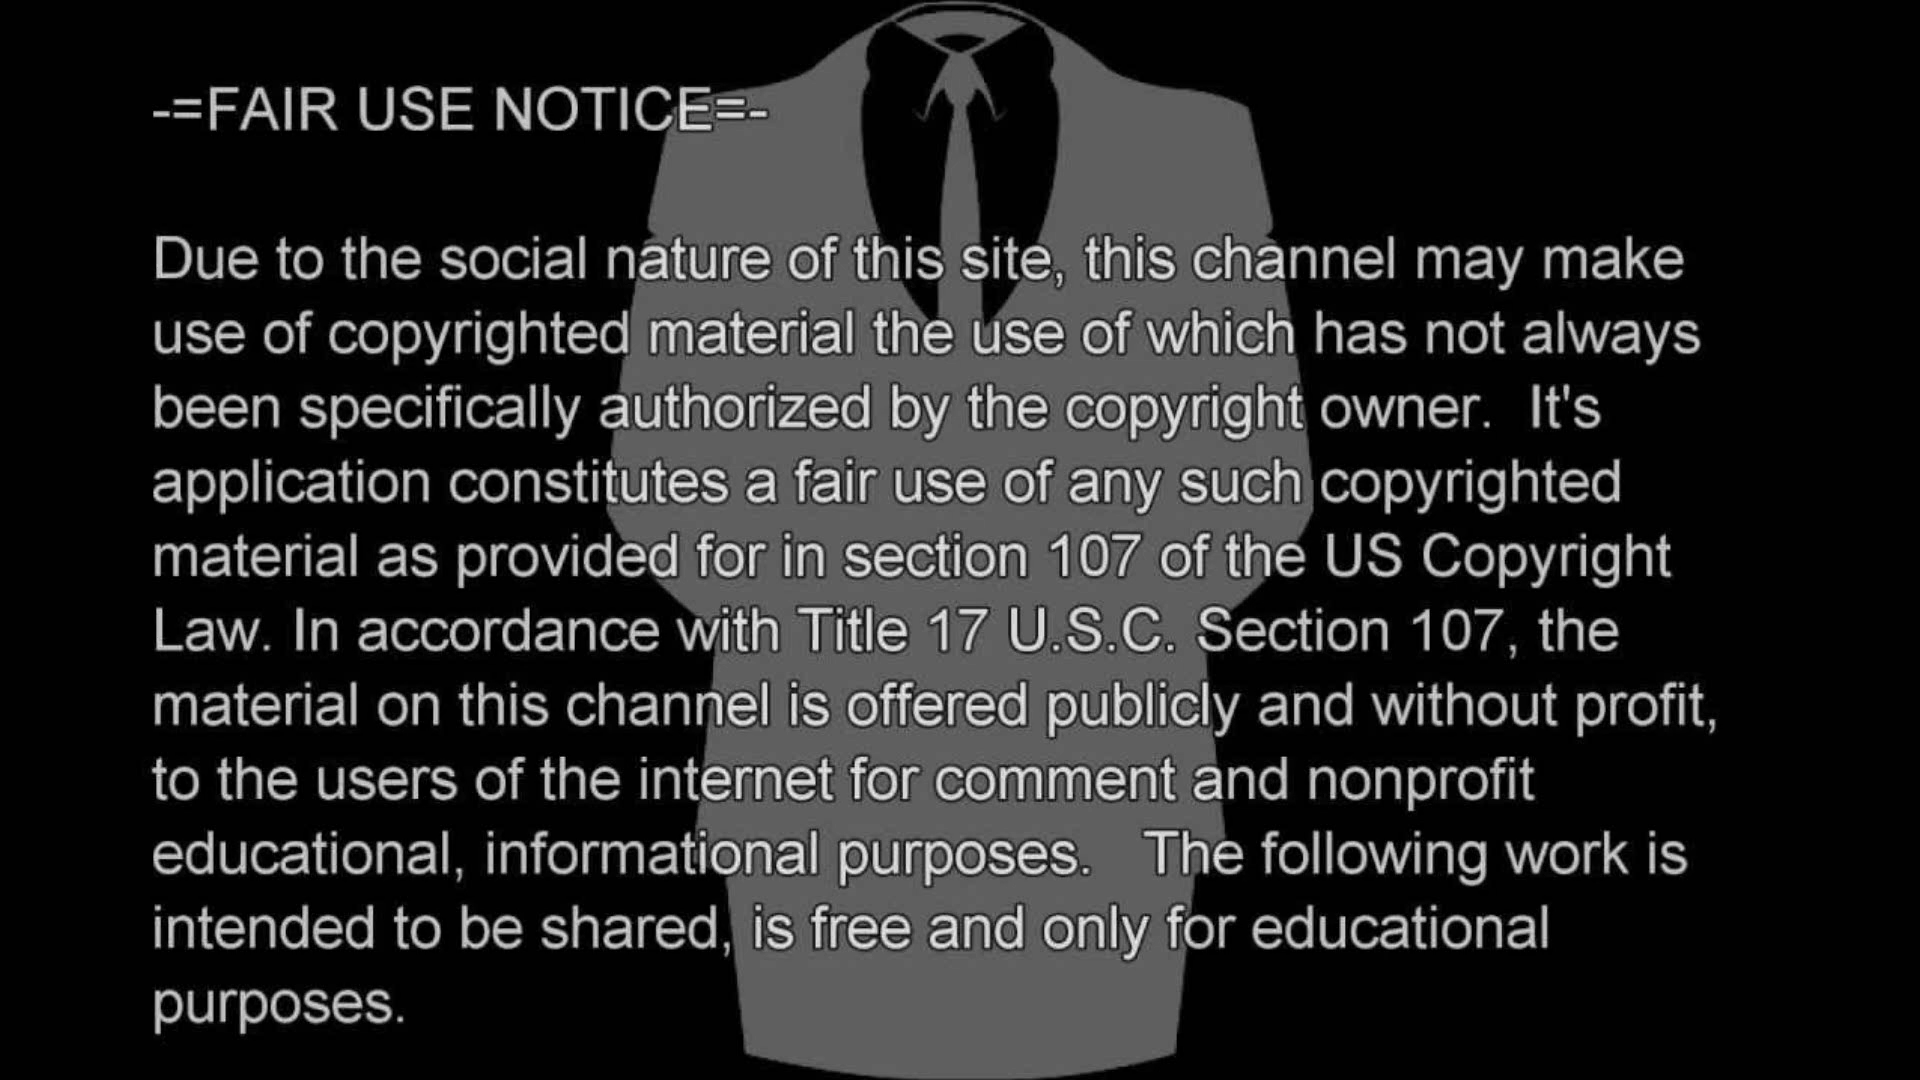 -=FAIR USE NOTICE=-
Due to the social nature of this site, this channel may make
use of copyrighted material the use of which has not always
been specifically authorized by the copyright owner.  It's
application constitutes a fair use of any such copyrighted
material as provided for in section 107 of the US Copyright
Law. In accordance with Title 17 U.S.C. Section 107, the
material on this channel is offered publicly and without profit,
to the users of the internet for comment and nonprofit
educational, informational purposes.   The following work is
intended to be shared, is free and only for educational
purposes.